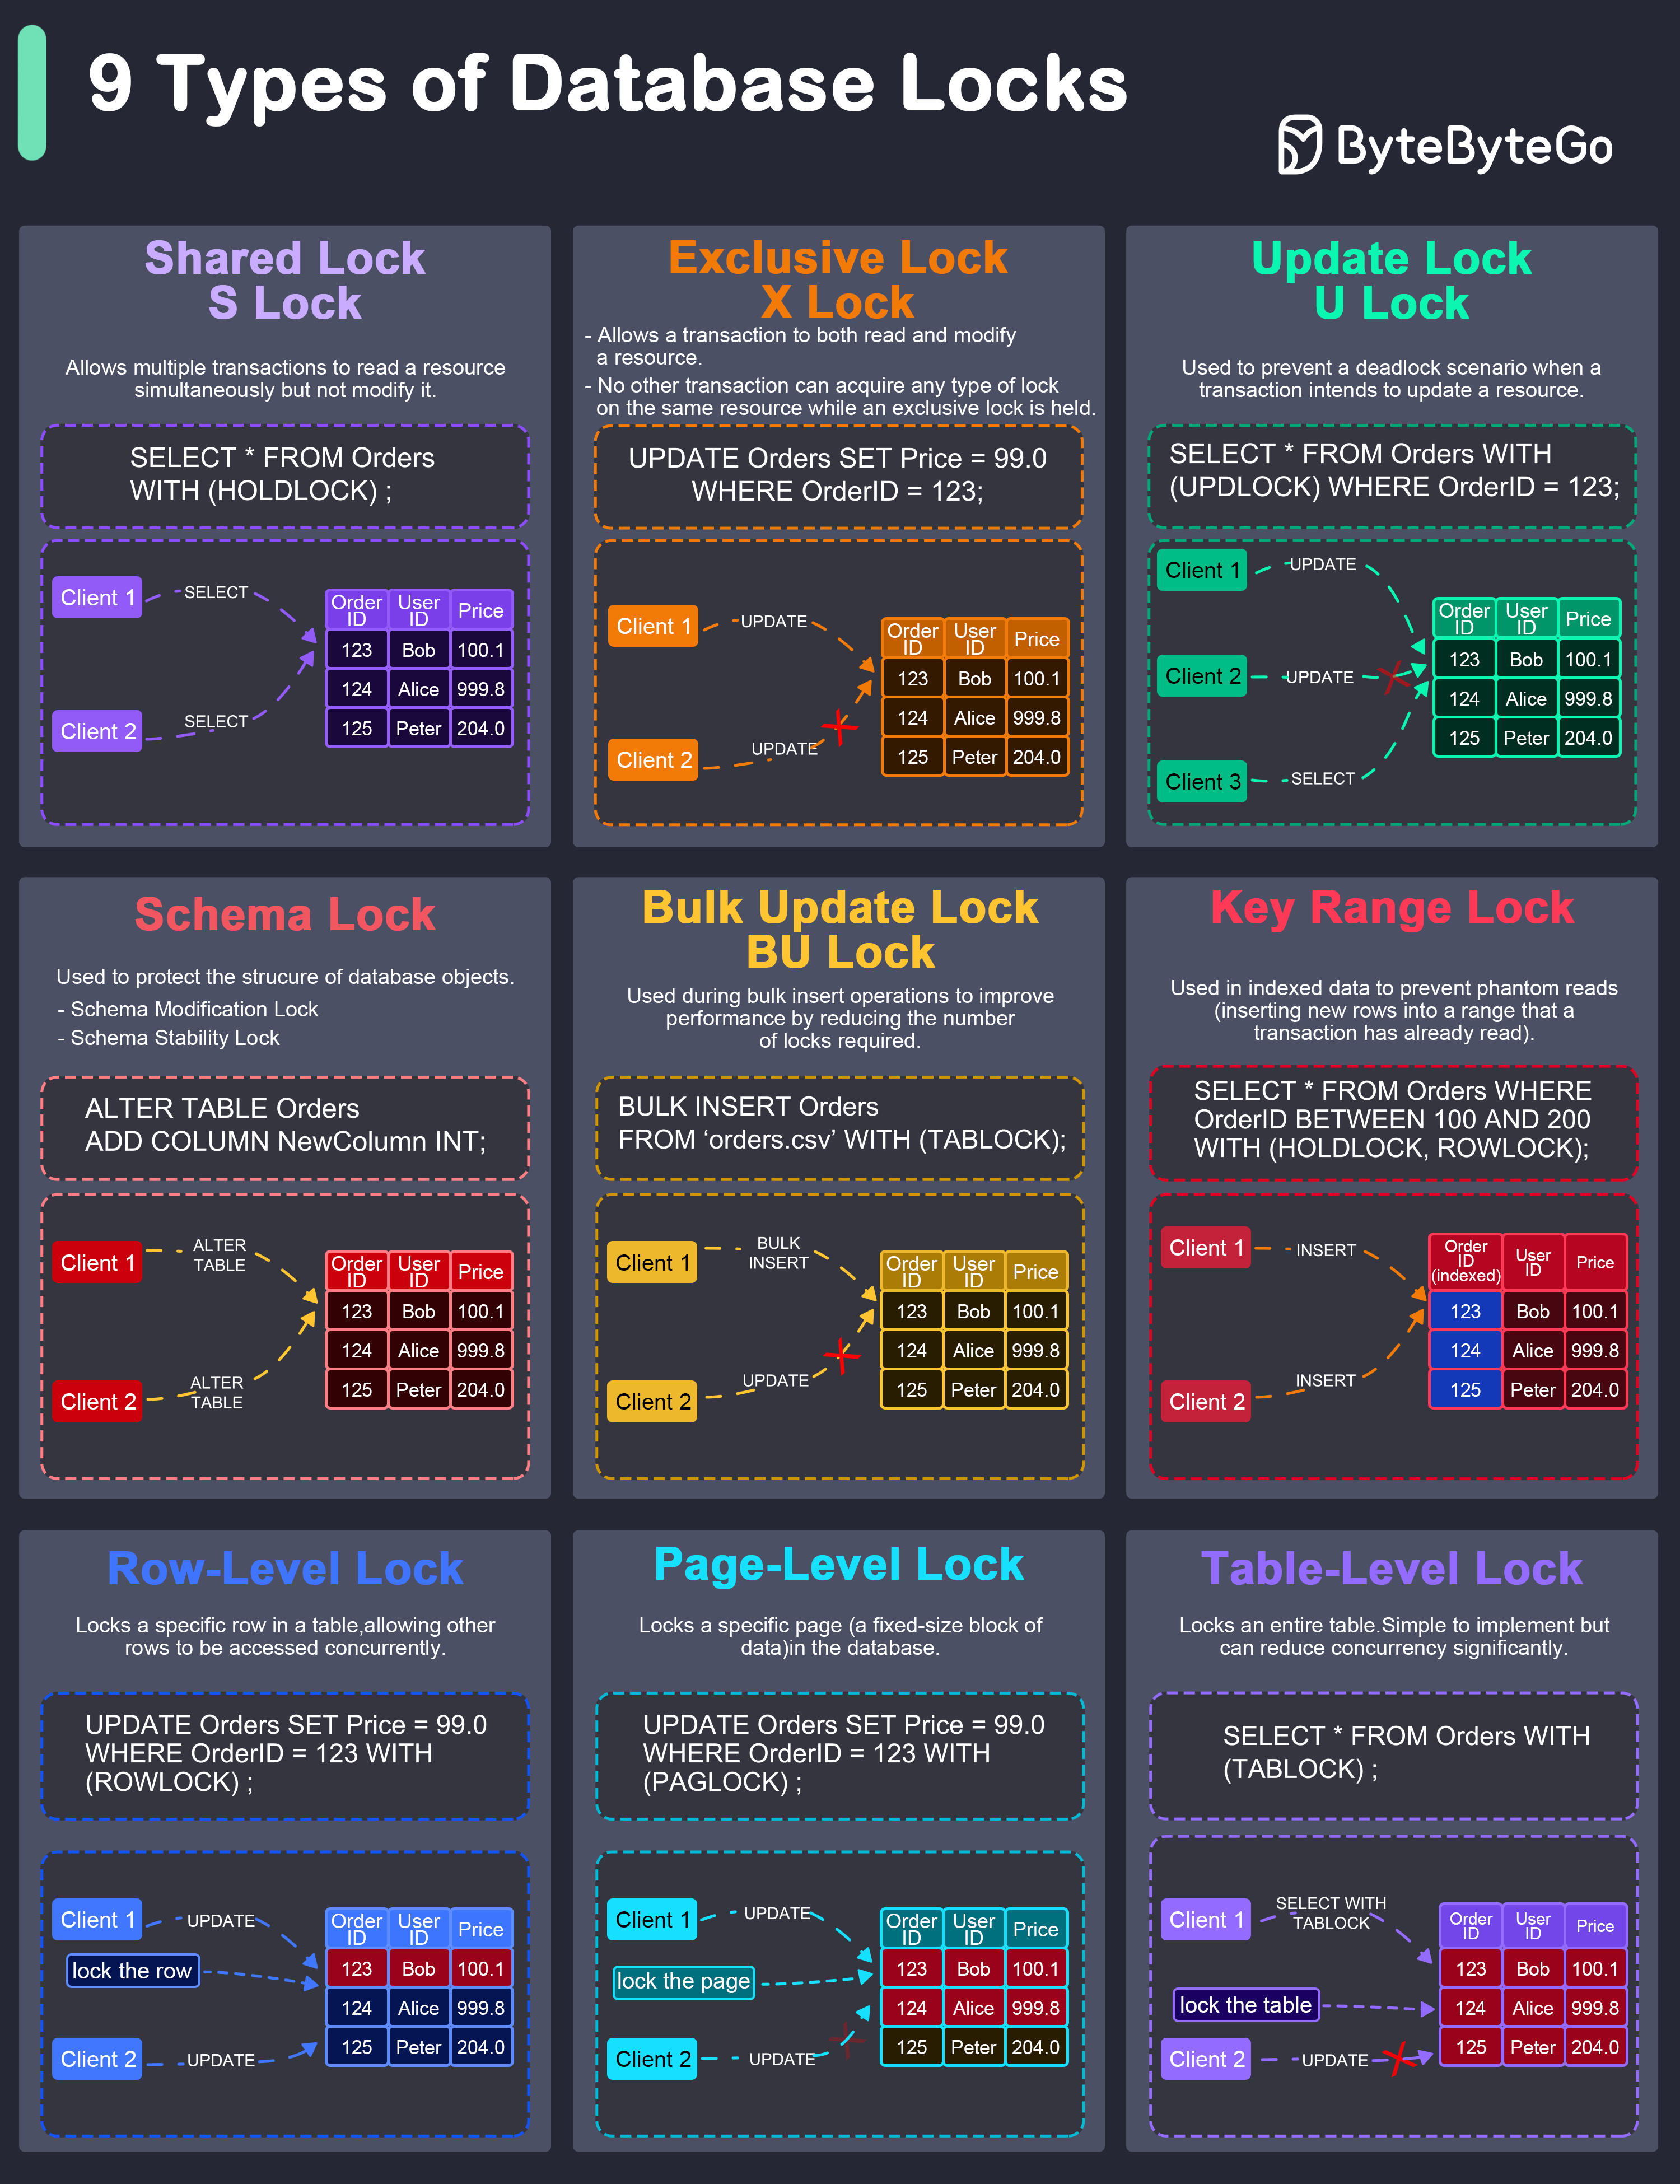 9 Types of Database Locks
ByteByteGo
Shared Lock
S Lock
Allows multiple transactions to read a resource
simultaneously but not modify it.
SELECT * FROM Orders
WITH (HOLDLOCK) ;
Client 1
SELECT
Client 2
SELECT
Order ID
User ID
Price
123 Bob 100.1
124 Alice 999.8
125 Peter 204.0
Exclusive Lock
X Lock
- Allows a transaction to both read and modify
a resource.
- No other transaction can acquire any type of lock
on the same resource while an exclusive lock is held.
UPDATE Orders SET Price = 99.0
WHERE OrderID = 123;
Client 1
UPDATE
Client 2
UPDATE
Order ID
User ID
Price
123 Bob 100.1
124 Alice 999.8
125 Peter 204.0
Update Lock
U Lock
Used to prevent a deadlock scenario when a
transaction intends to update a resource.
SELECT * FROM Orders WITH
(UPDLOCK) WHERE OrderID = 123;
Client 1
UPDATE
Client 2
UPDATE
Client 3
SELECT
Order ID
User ID
Price
123 Bob 100.1
124 Alice 999.8
125 Peter 204.0
Schema Lock
Used to protect the strucure of database objects.
- Schema Modification Lock
- Schema Stability Lock
ALTER TABLE Orders
ADD COLUMN NewColumn INT;
Client 1
ALTER
TABLE
Client 2
ALTER
TABLE
Order ID
User ID
Price
123 Bob 100.1
124 Alice 999.8
125 Peter 204.0
Bulk Update Lock
BU Lock
Used during bulk insert operations to improve
performance by reducing the number
of locks required.
BULK INSERT Orders
FROM ‘orders.csv’ WITH (TABLOCK);
Client 1
BULK
INSERT
Client 2
UPDATE
Order ID
User ID
Price
123 Bob 100.1
124 Alice 999.8
125 Peter 204.0
Key Range Lock
Used in indexed data to prevent phantom reads
(inserting new rows into a range that a
transaction has already read).
SELECT * FROM Orders WHERE
OrderID BETWEEN 100 AND 200
WITH (HOLDLOCK, ROWLOCK);
Client 1
INSERT
Client 2
INSERT
Order ID (indexed)
User ID
Price
123 Bob 100.1
124 Alice 999.8
125 Peter 204.0
Row-Level Lock
Locks a specific row in a table,allowing other
rows to be accessed concurrently.
UPDATE Orders SET Price = 99.0
WHERE OrderID = 123 WITH
(ROWLOCK) ;
Client 1
UPDATE
lock the row
Client 2
UPDATE
Order ID
User ID
Price
123 Bob 100.1
124 Alice 999.8
125 Peter 204.0
Page-Level Lock
Locks a specific page (a fixed-size block of
data)in the database.
UPDATE Orders SET Price = 99.0
WHERE OrderID = 123 WITH
(PAGLOCK) ;
Client 1
UPDATE
lock the page
Client 2
UPDATE
Order ID
User ID
Price
123 Bob 100.1
124 Alice 999.8
125 Peter 204.0
Table-Level Lock
Locks an entire table.Simple to implement but
can reduce concurrency significantly.
SELECT * FROM Orders WITH
(TABLOCK) ;
Client 1
SELECT WITH
TABLOCK
lock the table
Client 2
UPDATE
Order ID
User ID
Price
123 Bob 100.1
124 Alice 999.8
125 Peter 204.0